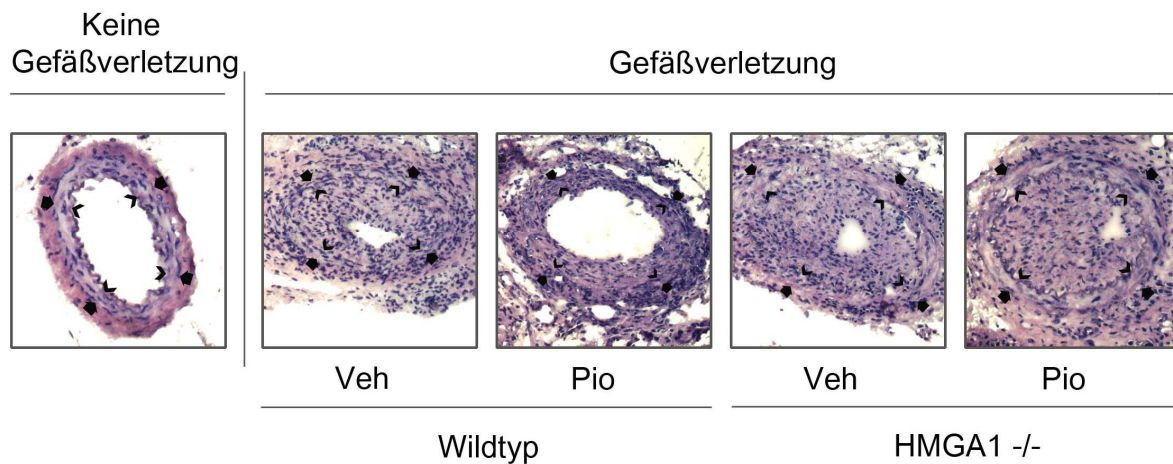 Keine
Gefäßverletzung
Gefäßverletzung
Veh
Pio
Veh
Pio
Wildtyp
HMGA1 -/-